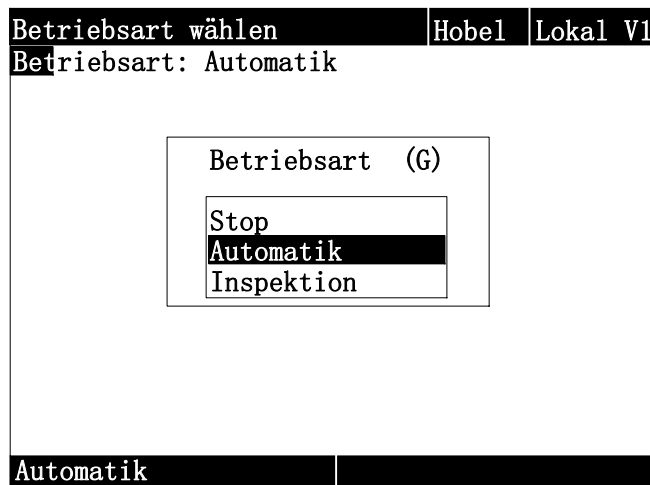 Betriebsart wählen Hobel Lokal V1
Betriebsart: Automatik
Betriebsart (G)
Stop
Automatik
Inspektion
Automatik